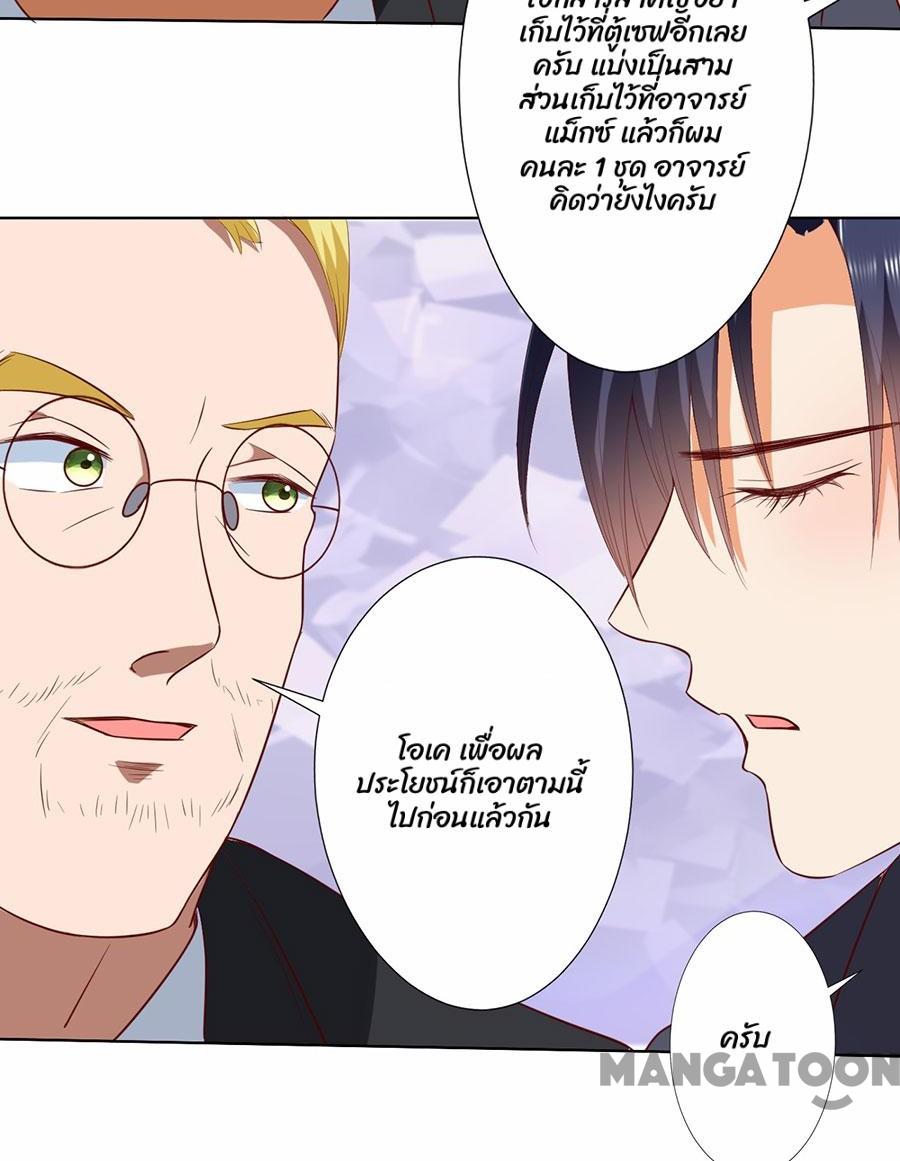 เก็บไว้ที่ตู้เซฟอีกเลย
ครับ แบ่งเป็นสาม
ส่วนเก็บไว้ที่อาจารย์
แม็กซ์ แล้วก็ผม
คนละ 1 ชุด อาจารย์
คิดว่ายังไงครับ
โอเค เพื่อผล
ประโยชน์ก็เอาตามนี้
ไปก่อนแล้วกัน
ครับ
MANGATOON